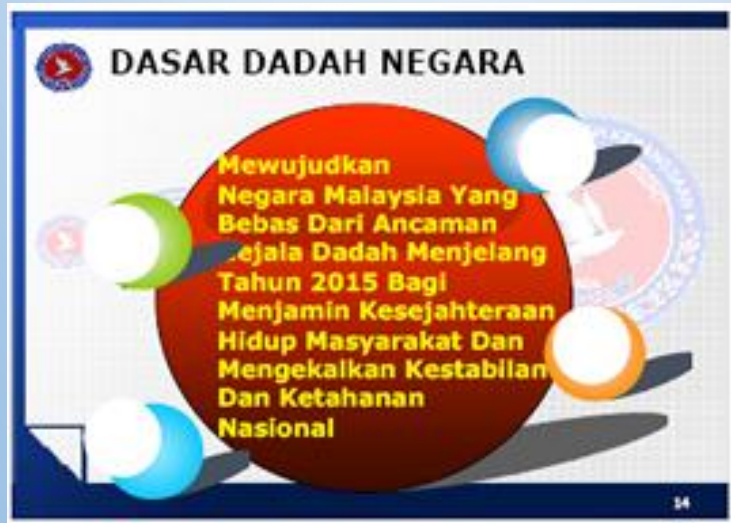 DASAR DADAH NEGARA
Mewujudkan
Negara Malaysia Yang
Bebas Dari Ancaman
ejala Dadah Menjelang
Tahun 2015 Bagi
Menjamin Kesejahteraan
Hidup Masyarakat Dan
Mengekalkan Kestabilan
Dan Ketahanan
Nasional
14